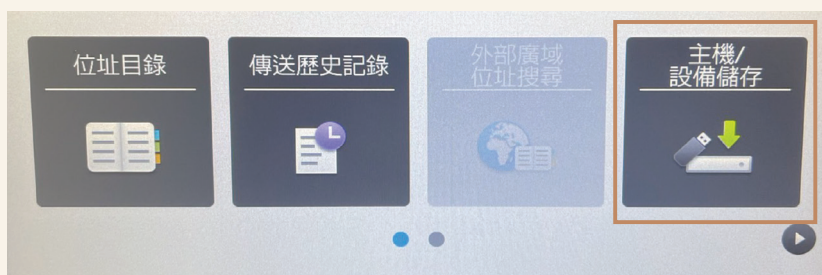 位址目錄
傳送歷史記錄
外部廣域
位址搜尋
主機/
設備儲存